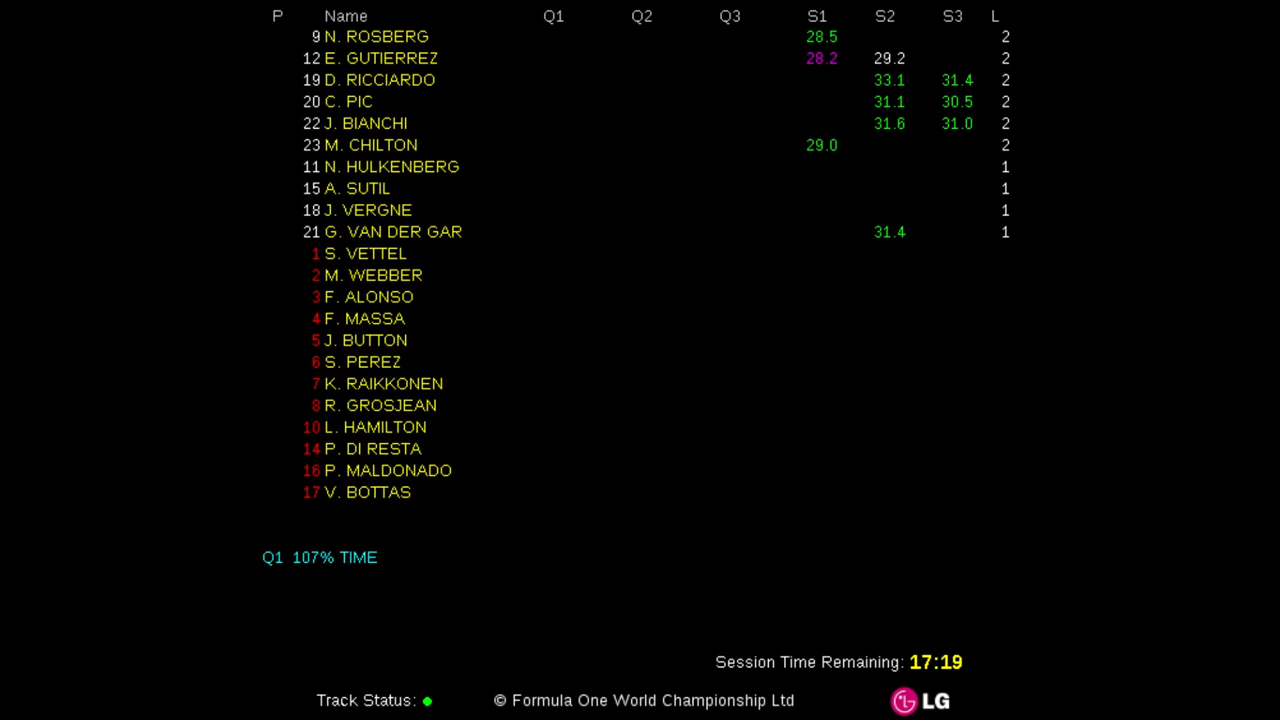 P Name Q1 Q2 Q3 S1 S2 S3 L
9 N. ROSBERG 28.5 2
12 E. GUTIERREZ 28.2 29.2 2
19 D. RICCIARDO 33.1 31.4 2
20 C. PIC 31.1 30.5 2
22 J. BIANCHI 31.6 31.0 2
23 M. CHILTON 29.0 2
11 N. HULKENBERG 1
15 A. SUTIL 1
18 J. VERGNE 1
21 G. VAN DER GAR 31.4 1
1 S. VETTEL
2 M. WEBBER
3 F. ALONSO
4 F. MASSA
5 J. BUTTON
6 S. PEREZ
7 K. RAIKKONEN
8 R. GROSJEAN
10 L. HAMILTON
14 P. DI RESTA
16 P. MALDONADO
17 V. BOTTAS
Q1 107% TIME
Session Time Remaining: 17:19
Track Status: © Formula One World Championship Ltd LG